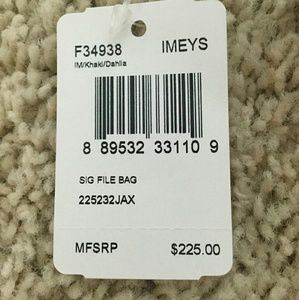 F34938 IMEYS
IM/Khaki/Dahlia
8 89532 33110 9
SIG FILE BAG
225232JAX
MFSRP $225.00